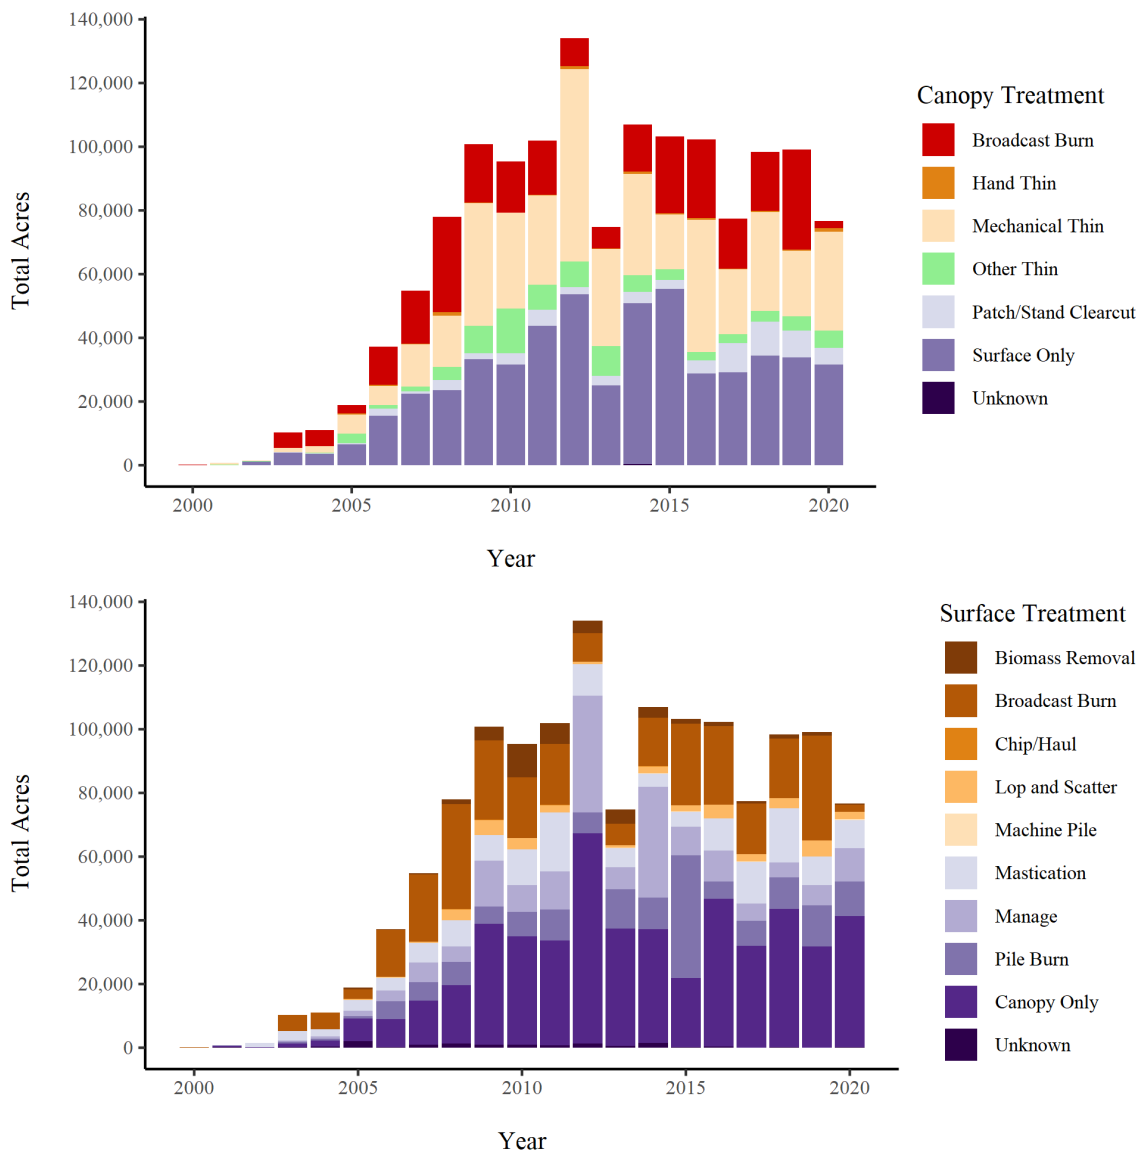 140,000
120,000
100,000
80,000
60,000
40,000
20,000
0
Total Acres
2000 2005 2010 2015 2020
Year
Canopy Treatment
Broadcast Burn
Hand Thin
Mechanical Thin
Other Thin
Patch/Stand Clearcut
Surface Only
Unknown
140,000
120,000
100,000
80,000
60,000
40,000
20,000
0
Total Acres
2000 2005 2010 2015 2020
Year
Surface Treatment
Biomass Removal
Broadcast Burn
Chip/Haul
Lop and Scatter
Machine Pile
Mastication
Manage
Pile Burn
Canopy Only
Unknown